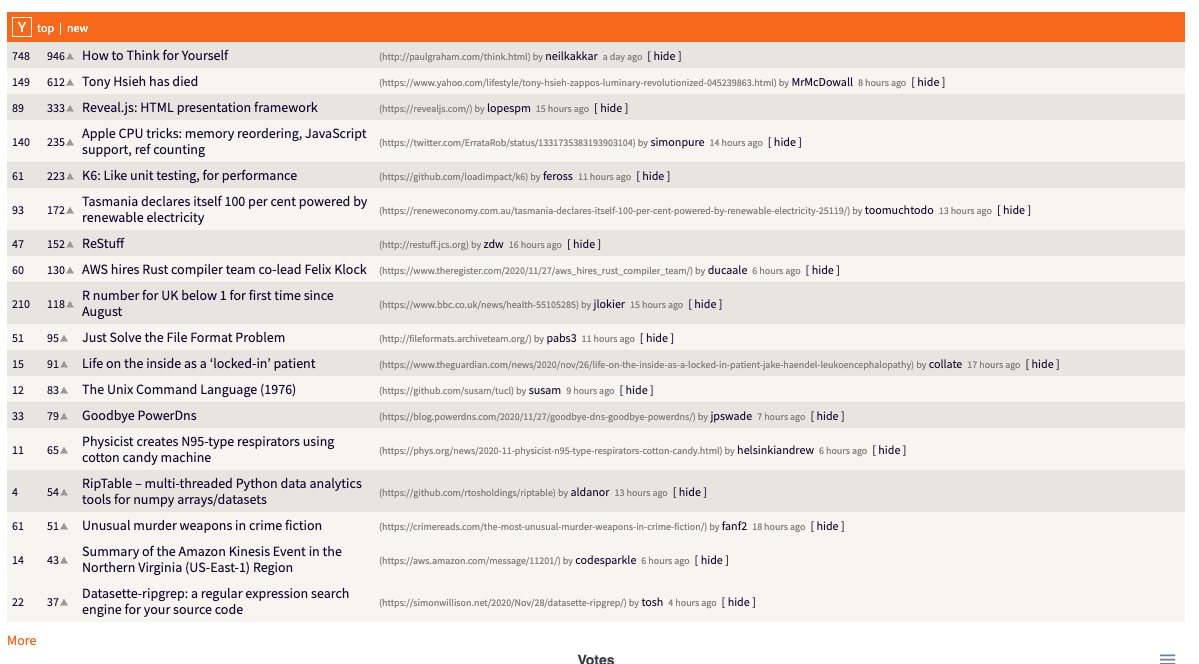 Y top | new
748 946▲ How to Think for Yourself (http://paulgraham.com/think.html) by neilkakkar a day ago [ hide ]
149 612▲ Tony Hsieh has died (https://www.yahoo.com/lifestyle/tony-hsieh-zappos-luminary-revolutionized-045239863.html) by MrMcDowall 8 hours ago [ hide ]
89 333▲ Reveal.js: HTML presentation framework (https://revealjs.com/) by lopespm 15 hours ago [ hide ]
140 235▲ Apple CPU tricks: memory reordering, JavaScript
support, ref counting (https://twitter.com/ErrataRob/status/1331735383193903104) by simonpure 14 hours ago [ hide ]
61 223▲ K6: Like unit testing, for performance (https://github.com/loadimpact/k6) by feross 11 hours ago [ hide ]
93 172▲ Tasmania declares itself 100 per cent powered by
renewable electricity (https://reneweconomy.com.au/tasmania-declares-itself-100-per-cent-powered-by-renewable-electricity-25119/) by toomuchtodo 13 hours ago [ hide ]
47 152▲ ReStuff (http://restuff.jcs.org) by zdw 16 hours ago [ hide ]
60 130▲ AWS hires Rust compiler team co-lead Felix Klock (https://www.theregister.com/2020/11/27/aws_hires_rust_compiler_team/) by ducaale 6 hours ago [ hide ]
210 118▲ R number for UK below 1 for first time since
August (https://www.bbc.co.uk/news/health-55105285) by jlokier 15 hours ago [ hide ]
51 95▲ Just Solve the File Format Problem (http://fileformats.archiveteam.org/) by pabs3 11 hours ago [ hide ]
15 91▲ Life on the inside as a ‘locked-in’ patient (https://www.theguardian.com/news/2020/nov/26/life-on-the-inside-as-a-locked-in-patient-jake-haendel-leukoencephalopathy) by collate 17 hours ago [ hide ]
12 83▲ The Unix Command Language (1976) (https://github.com/susam/tucl) by susam 9 hours ago [ hide ]
33 79▲ Goodbye PowerDns (https://blog.powerdns.com/2020/11/27/goodbye-dns-goodbye-powerdns/) by jpswade 7 hours ago [ hide ]
11 65▲ Physicist creates N95-type respirators using
cotton candy machine (https://phys.org/news/2020-11-physicist-n95-type-respirators-cotton-candy.html) by helsinkiandrew 6 hours ago [ hide ]
4 54▲ RipTable – multi-threaded Python data analytics
tools for numpy arrays/datasets (https://github.com/rtosholdings/riptable) by aldanor 13 hours ago [ hide ]
61 51▲ Unusual murder weapons in crime fiction (https://crimereads.com/the-most-unusual-murder-weapons-in-crime-fiction/) by fanf2 18 hours ago [ hide ]
14 43▲ Summary of the Amazon Kinesis Event in the
Northern Virginia (US-East-1) Region (https://aws.amazon.com/message/11201/) by codesparkle 6 hours ago [ hide ]
22 37▲ Datasette-ripgrep: a regular expression search
engine for your source code (https://simonwillison.net/2020/Nov/28/datasette-ripgrep/) by tosh 4 hours ago [ hide ]
More
Votes